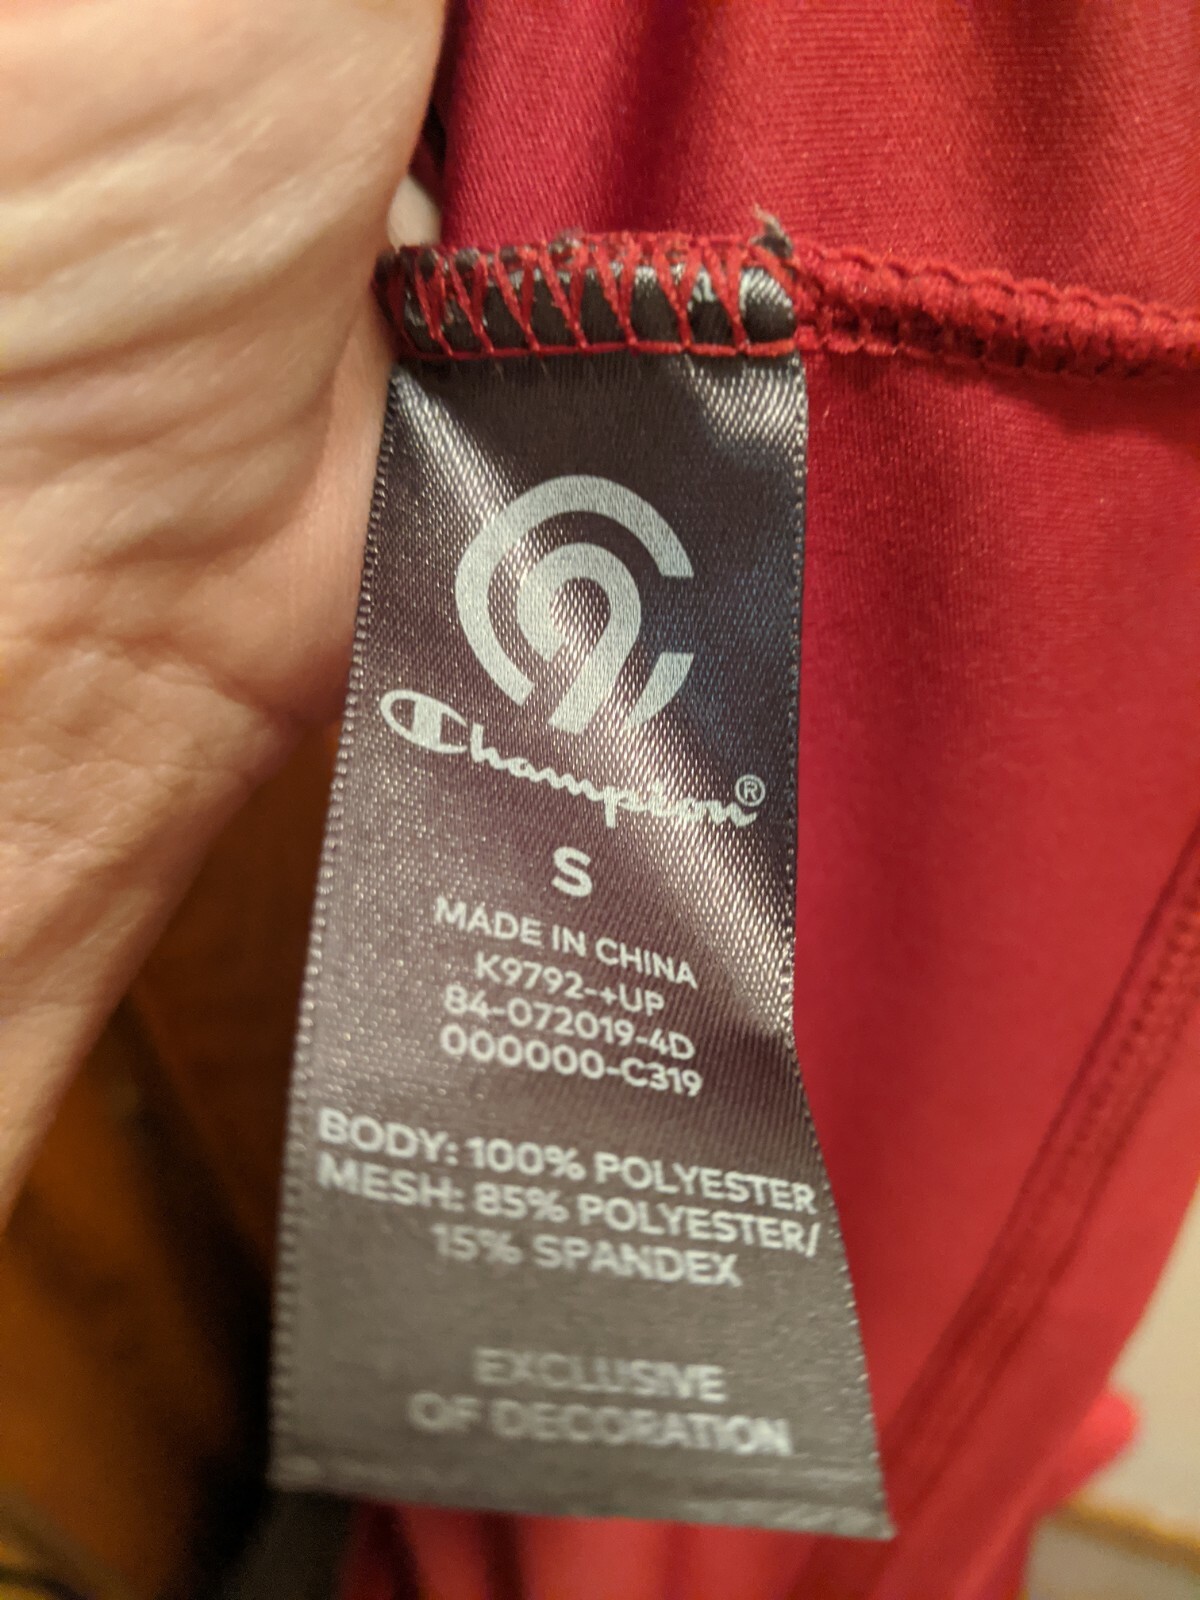 C9
Champion®
S
MADE IN CHINA
K9792-+UP
84-072019-4D
000000-C319
BODY: 100% POLYESTER
MESH: 85% POLYESTER/
15% SPANDEX
EXCLUSIVE
OF DECORATION